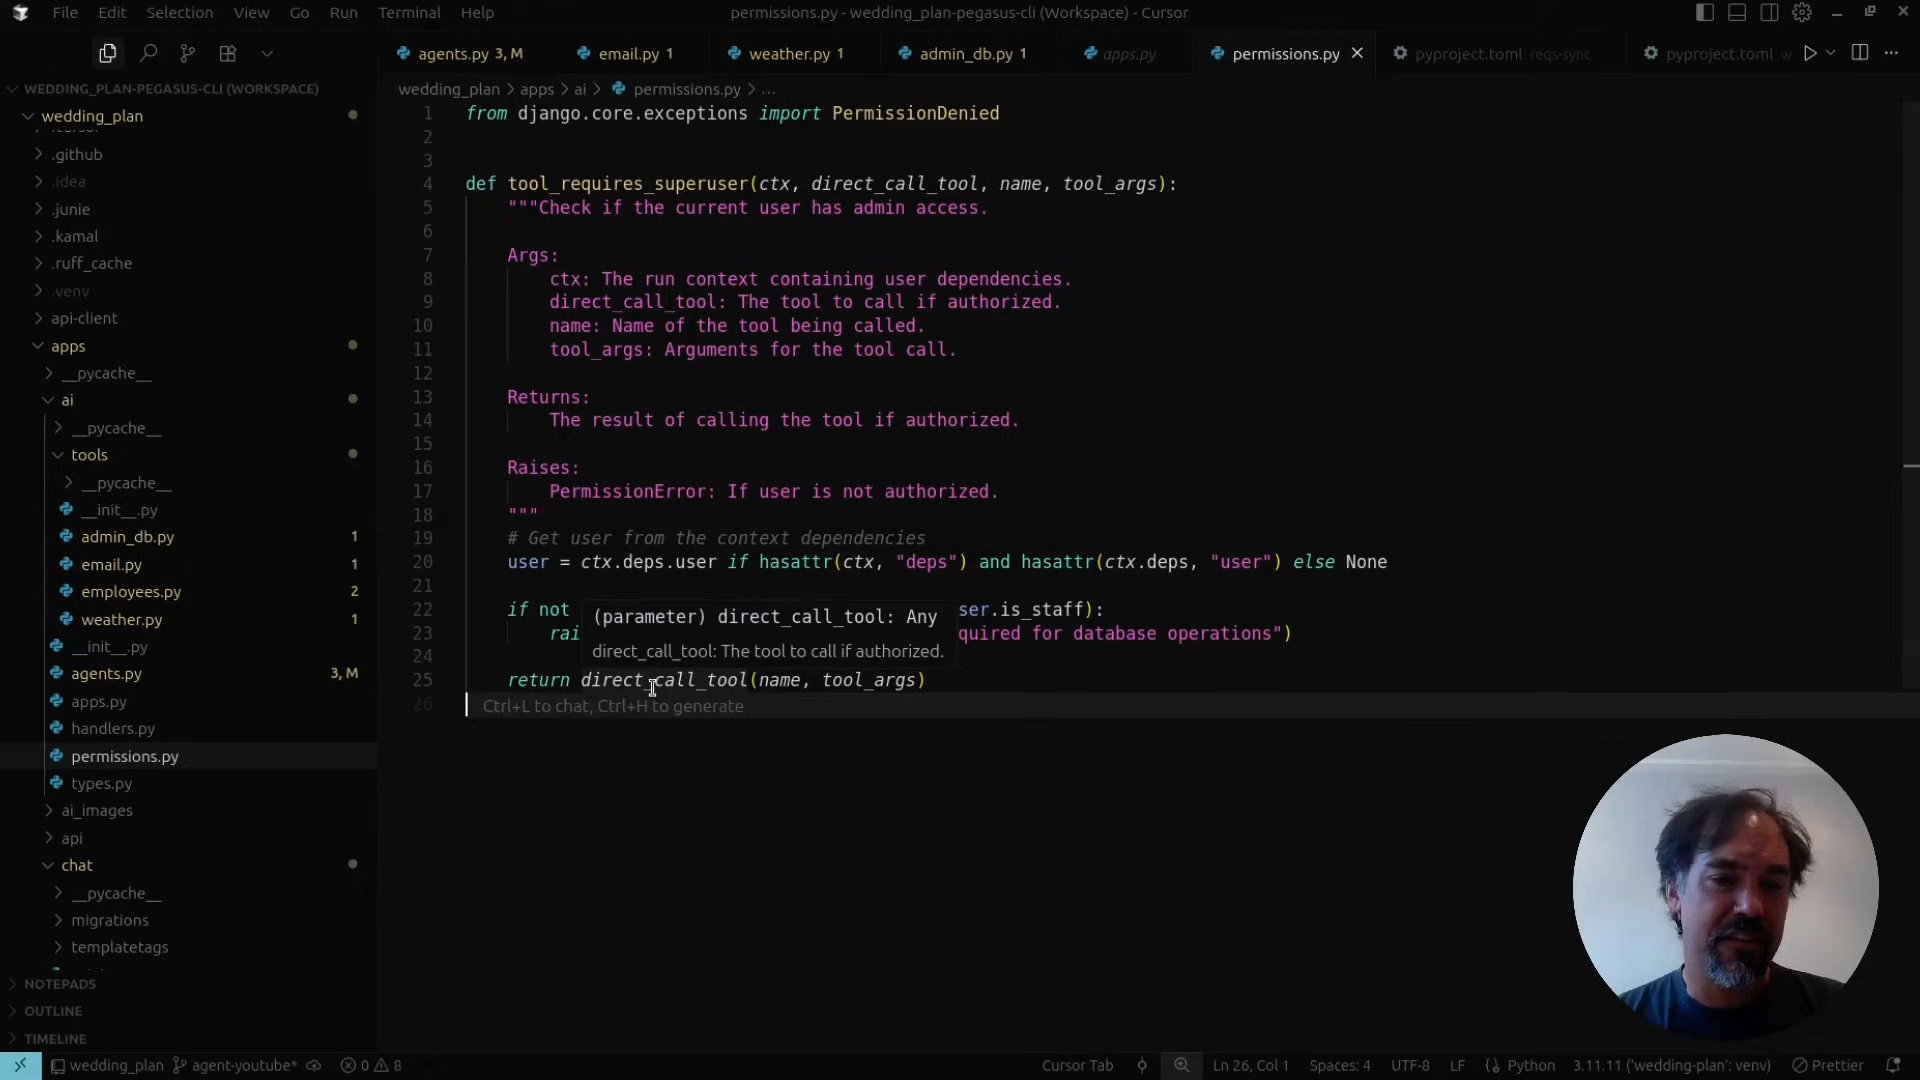 File Edit Selection View Go Run Terminal Help
permissions.py - wedding_plan-pegasus-cli (Workspace) - Cursor
agents.py 3, M
email.py 1
weather.py 1
admin_db.py 1
apps.py
permissions.py
pyproject.toml reqs-sync
pyproject.toml w
WEDDING_PLAN-PEGASUS-CLI (WORKSPACE)
wedding_plan
.github
.idea
.junie
.kamal
.ruff_cache
.venv
api-client
apps
__pycache__
ai
__pycache__
tools
__pycache__
__init__.py
admin_db.py 1
email.py 1
employees.py 2
weather.py 1
__init__.py
agents.py 3, M
apps.py
handlers.py
permissions.py
types.py
ai_images
api
chat
__pycache__
migrations
templatetags
NOTEPADS
OUTLINE
TIMELINE
wedding_plan > apps > ai > permissions.py > ...
1 from django.core.exceptions import PermissionDenied
2
3
4 def tool_requires_superuser(ctx, direct_call_tool, name, tool_args):
5 """Check if the current user has admin access.
6
7 Args:
8 ctx: The run context containing user dependencies.
9 direct_call_tool: The tool to call if authorized.
10 name: Name of the tool being called.
11 tool_args: Arguments for the tool call.
12
13 Returns:
14 The result of calling the tool if authorized.
15
16 Raises:
17 PermissionError: If user is not authorized.
18 """
19 # Get user from the context dependencies
20 user = ctx.deps.user if hasattr(ctx, "deps") and hasattr(ctx.deps, "user") else None
21
22 if not ser.is_staff):
23 rai quired for database operations")
24
25 return direct_call_tool(name, tool_args)
26 Ctrl+L to chat, Ctrl+H to generate
(parameter) direct_call_tool: Any
direct_call_tool: The tool to call if authorized.
wedding_plan agent-youtube* 0 8
Cursor Tab Ln 26, Col 1 Spaces: 4 UTF-8 LF Python 3.11.11 ('wedding-plan': venv) Prettier